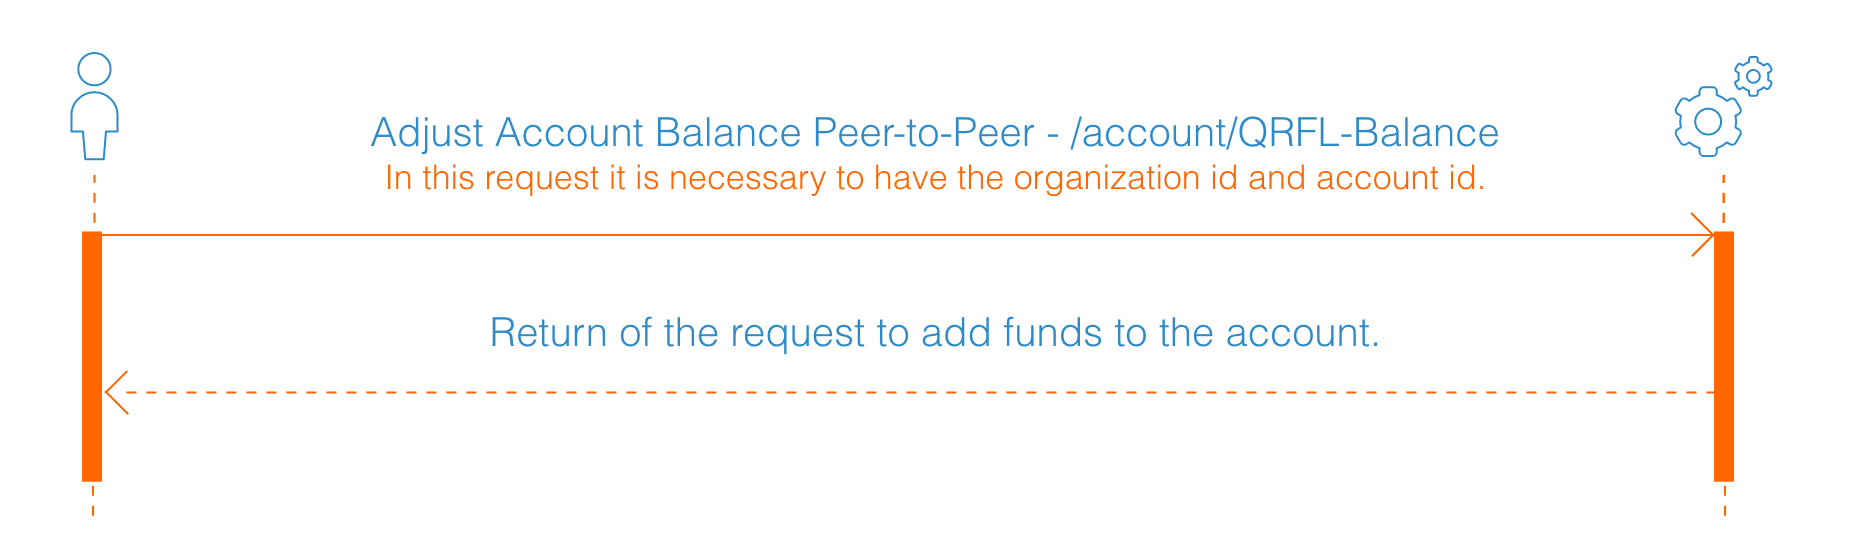 Adjust Account Balance Peer-to-Peer - /account/QRFL-Balance
In this request it is necessary to have the organization id and account id.
Return of the request to add funds to the account.